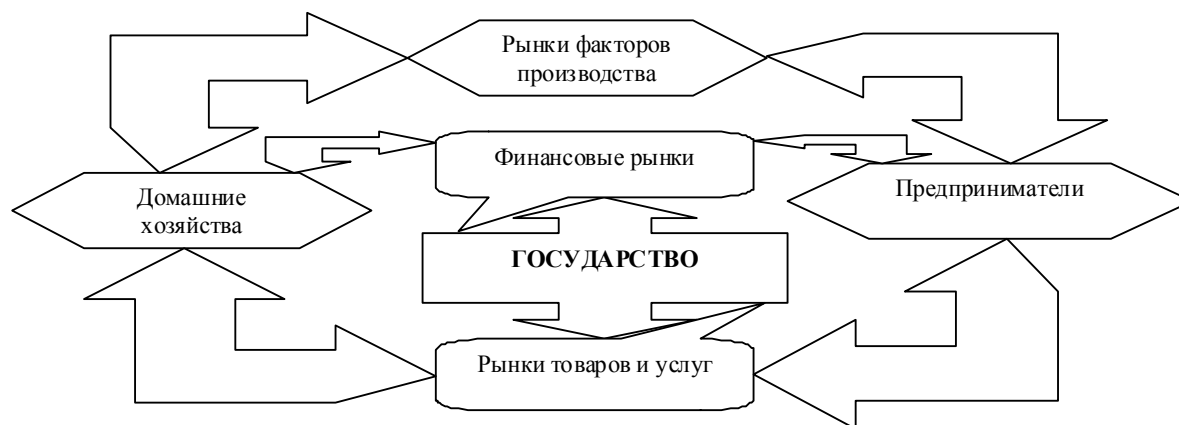 Рынки факторов
производства
Финансовые рынки
Домашние
хозяйства
Предприниматели
ГОСУДАРСТВО
Рынки товаров и услуг